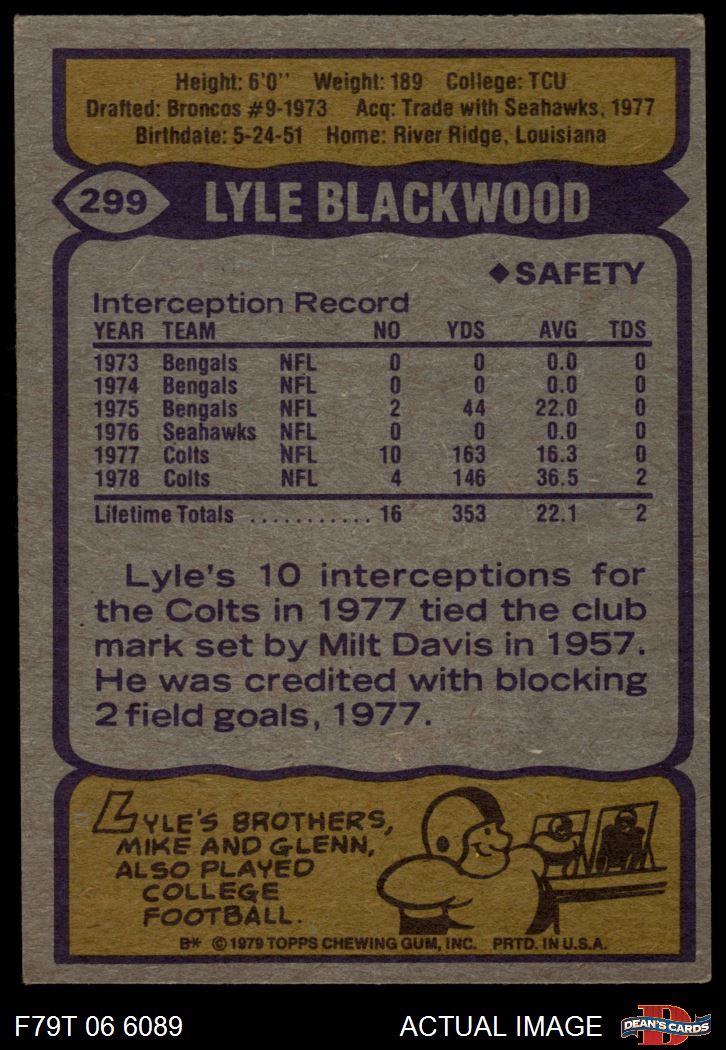 Height: 6'0" Weight: 189 College: TCU
Drafted: Broncos #9-1973 Acq: Trade with Seahawks, 1977
Birthdate: 5-24-51 Home: River Ridge, Louisiana
299 LYLE BLACKWOOD
◆SAFETY
Interception Record
YEAR TEAM NO YDS AVG TDS
1973 Bengals NFL 0 0 0.0 0
1974 Bengals NFL 0 0 0.0 0
1975 Bengals NFL 2 44 22.0 0
1976 Seahawks NFL 0 0 0.0 0
1977 Colts NFL 10 163 16.3 0
1978 Colts NFL 4 146 36.5 2
Lifetime Totals ........... 16 353 22.1 2
Lyle's 10 interceptions for
the Colts in 1977 tied the club
mark set by Milt Davis in 1957.
He was credited with blocking
2 field goals, 1977.
LYLE'S BROTHERS,
MIKE AND GLENN,
ALSO PLAYED
COLLEGE
FOOTBALL.
B* © 1979 TOPPS CHEWING GUM, INC. PRTD. IN U.S.A.
F79T 06 6089 ACTUAL IMAGE D DEAN'S CARDS